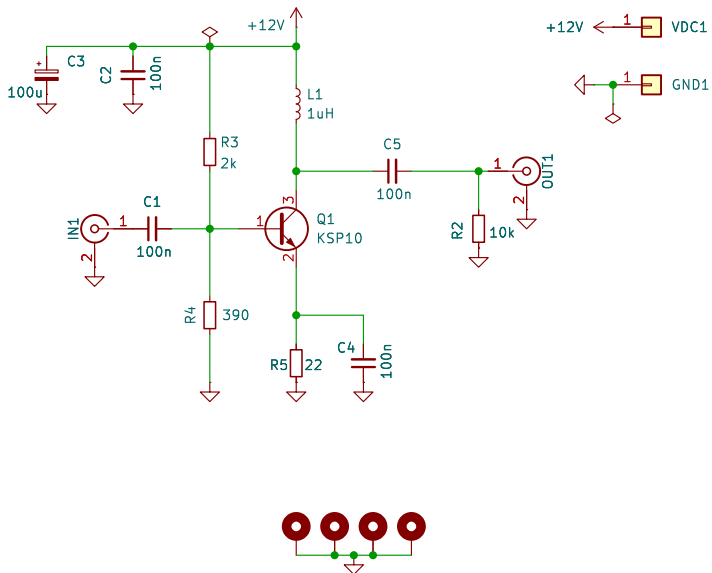 +12V
+12V
1
VDC1
+
C3
100u
C2
100n
L1
1uH
1
GND1
R3
2k
C5
100n
1
OUT1
2
IN1
1
2
C1
100n
3
1
2
Q1
KSP10
R2
10k
R4
390
R5
22
C4
100n